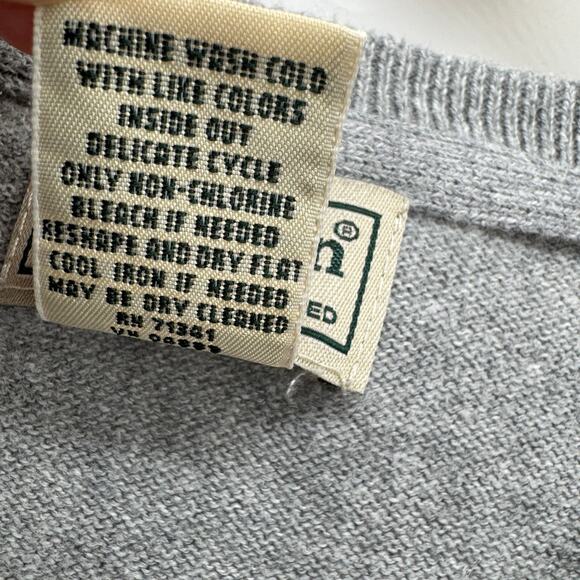 MACHINE WASH COLD
WITH LIKE COLORS
INSIDE OUT
DELICATE CYCLE
ONLY NON-CHLORINE
BLEACH IF NEEDED
RESHAPE AND DRY FLAT
COOL IRON IF NEEDED
MAY BE DRY CLEANED
RN 71341
C®
ED